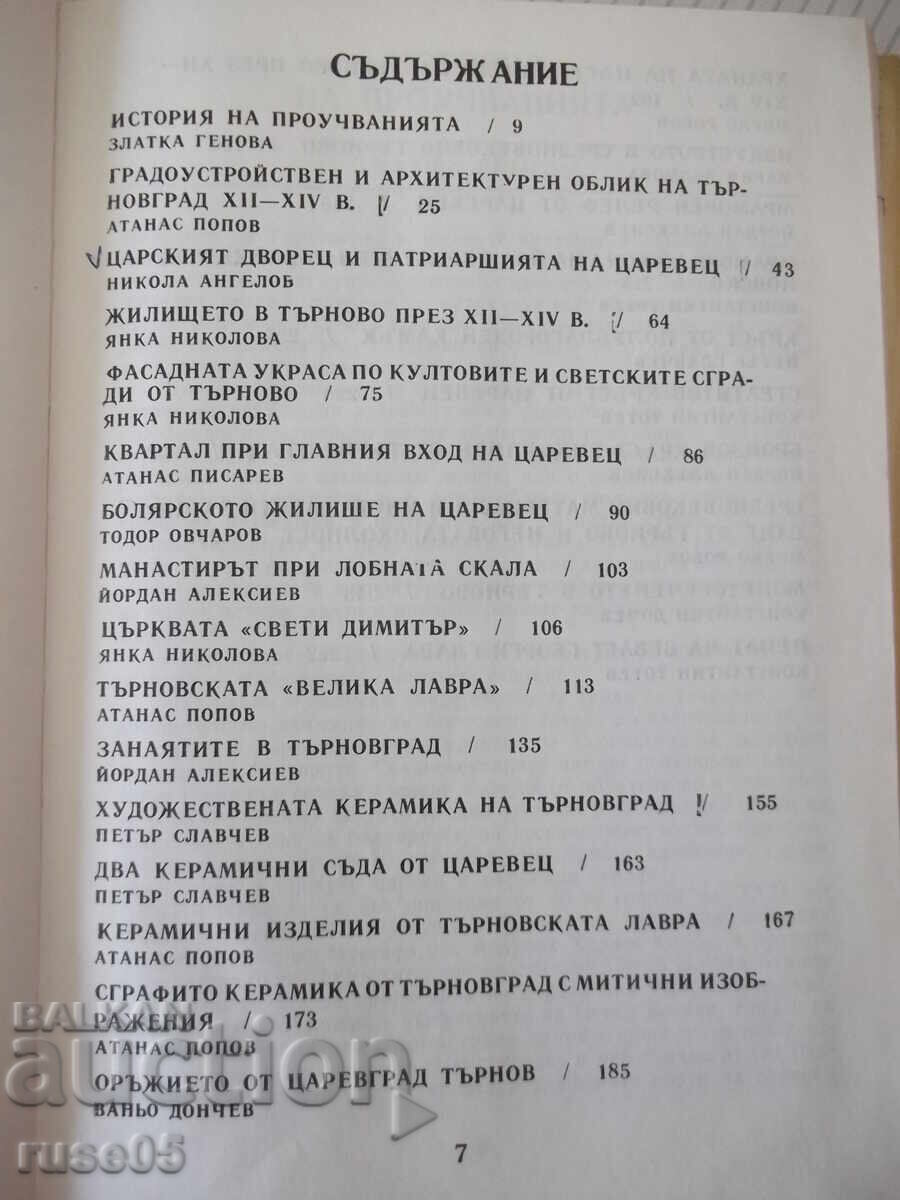 СЪДЪРЖАНИЕ
ИСТОРИЯ НА ПРОУЧВАНИЯТА / 9
ЗЛАТКА ГЕНОВА
ГРАДОУСТРОЙСТВЕН И АРХИТЕКТУРЕН ОБЛИК НА ТЪР-
НОВГРАД XII—XIV В. / 25
АТАНАС ПОПОВ
ЦАРСКИЯТ ДВОРЕЦ И ПАТРИАРШИЯТА НА ЦАРЕВЕЦ / 43
НИКОЛА АНГЕЛОВ
ЖИЛИЩЕТО В ТЪРНОВО ПРЕЗ XII—XIV В. / 64
ЯНКА НИКОЛОВА
ФАСАДНАТА УКРАСА ПО КУЛТОВИТЕ И СВЕТСКИТЕ СГРА-
ДИ ОТ ТЪРНОВО / 75
ЯНКА НИКОЛОВА
КВАРТАЛ ПРИ ГЛАВНИЯ ВХОД НА ЦАРЕВЕЦ / 86
АТАНАС ПИСАРЕВ
БОЛЯРСКОТО ЖИЛИШЕ НА ЦАРЕВЕЦ / 90
ТОДОР ОВЧАРОВ
МАНАСТИРЪТ ПРИ ЛОБНАТА СКАЛА / 103
ЙОРДАН АЛЕКСИЕВ
ЦЪРКВАТА «СВЕТИ ДИМИТЪР» / 106
ЯНКА НИКОЛОВА
ТЪРНОВСКАТА «ВЕЛИКА ЛАВРА» / 113
АТАНАС ПОПОВ
ЗАНАЯТИТЕ В ТЪРНОВГРАД / 135
ЙОРДАН АЛЕКСИЕВ
ХУДОЖЕСТВЕНАТА КЕРАМИКА НА ТЪРНОВГРАД / 155
ПЕТЪР СЛАВЧЕВ
ДВА КЕРАМИЧНИ СЪДА ОТ ЦАРЕВЕЦ / 163
ПЕТЪР СЛАВЧЕВ
КЕРАМИЧНИ ИЗДЕЛИЯ ОТ ТЪРНОВСКАТА ЛАВРА / 167
АТАНАС ПОПОВ
СГРАФИТО КЕРАМИКА ОТ ТЪРНОВГРАД С МИТИЧНИ ИЗОБ-
РАЖЕНИЯ / 173
АТАНАС ПОПОВ
ОРЪЖИЕТО ОТ ЦАРЕВГРАД ТЪРНОВ / 185
ВАНЬО ДОНЧЕВ
7
BALKAN
auction
ruse05